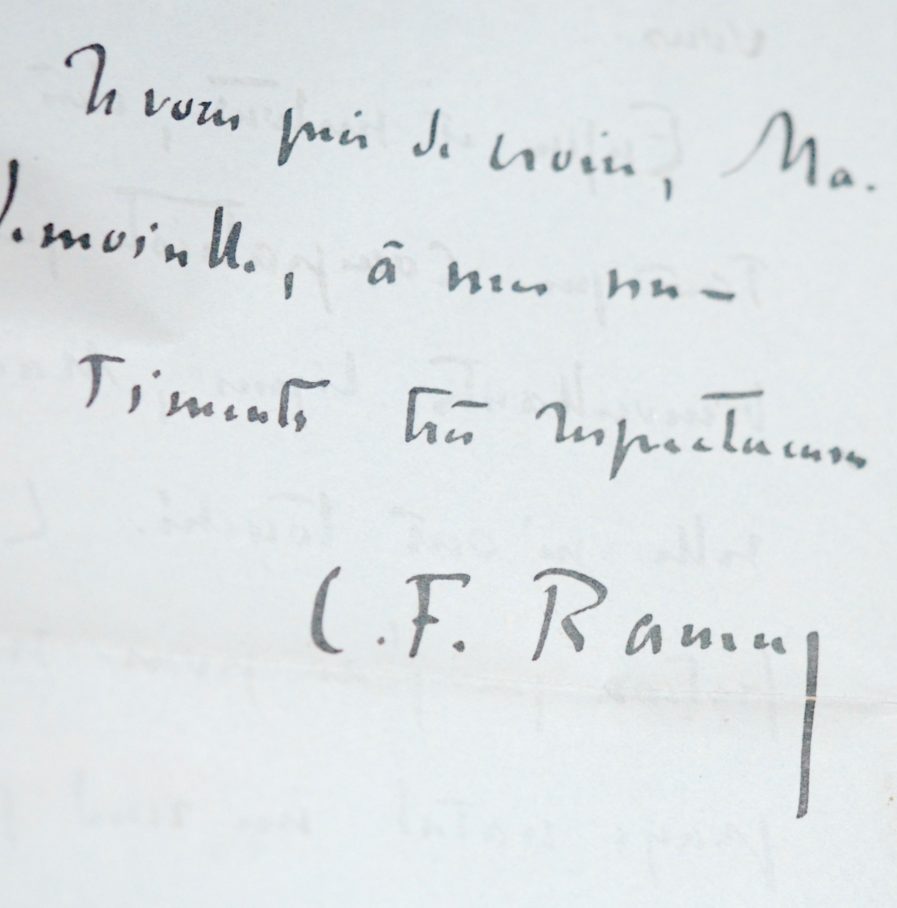 Je vous prie de croire, Ma-
demoiselle, à mes sen-
timents très respectueux
C. F. Ramuz